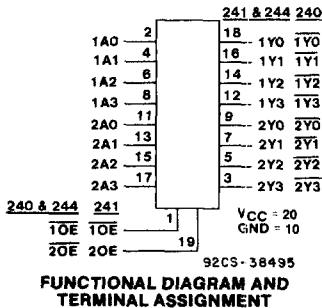 241 & 244 240
1A0 2 18 1Y0 1Y0
1A1 4 16 1Y1 1Y1
1A2 6 14 1Y2 1Y2
1A3 8 12 1Y3 1Y3
2A0 11 9 2Y0 2Y0
2A1 13 7 2Y1 2Y1
2A2 15 5 2Y2 2Y2
2A3 17 3 2Y3 2Y3
240 & 244 241
1OE 1OE 1
2OE 2OE 19
VCC = 20
GND = 10
92CS-38495
FUNCTIONAL DIAGRAM AND
TERMINAL ASSIGNMENT